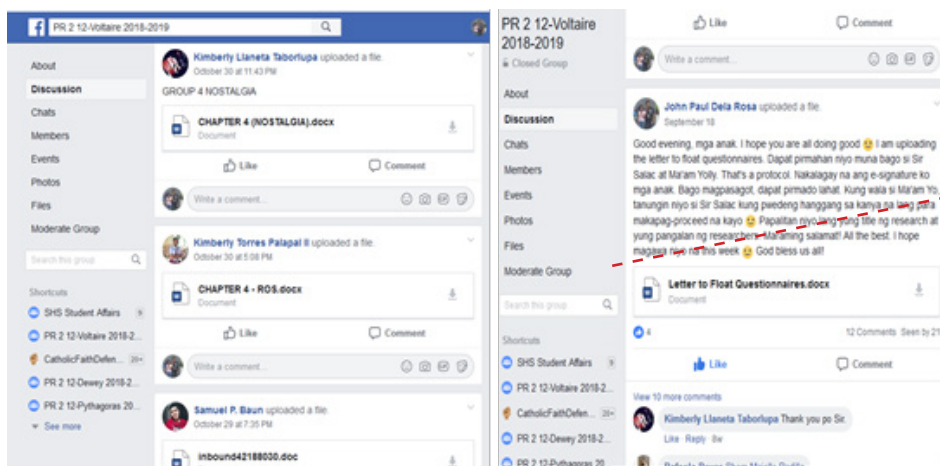 PR 2 12-Voltaire 2018-2019
About
Discussion
Chats
Members
Events
Photos
Files
Moderate Group
Search this group
Shortcuts
SHS Student Affairs 9
PR 2 12-Voltaire 2018-2...
CatholicFaithDefen... 20+
PR 2 12-Dewey 2018-2...
PR 2 12-Pythagoras 20...
See more
Kimberly Llaneta Taborlupa uploaded a file.
October 30 at 11:43 PM
GROUP 4 NOSTALGIA
CHAPTER 4 (NOSTALGIA).docx
Document
Like Comment
Write a comment...
Kimberly Torres Palapal II uploaded a file.
October 30 at 5:08 PM
CHAPTER 4 - ROS.docx
Document
Like Comment
Write a comment...
Samuel P. Baun uploaded a file.
October 29 at 7:35 PM
inbound42188030.doc
PR 2 12-Voltaire
2018-2019
Closed Group
About
Discussion
Chats
Members
Events
Photos
Files
Moderate Group
Search this group
Shortcuts
SHS Student Affairs 9
PR 2 12-Voltaire 2018-2...
CatholicFaithDefen... 20+
PR 2 12-Dewey 2018-2...
PR 2 12-Pythagoras 20...
Like Comment
Write a comment...
John Paul Dela Rosa uploaded a file.
September 18
Good evening, mga anak. I hope you are all doing good I am uploading
the letter to float questionnaires. Dapat pirmahan niyo muna bago si Sir
Salac at Ma'am Yolly. That's a protocol. Nakalagay na ang e-signature ko
mga anak. Bago magpasagot, dapat pirmado lahat. Kung wala si Ma'am Yo
tanungin niyo si Sir Salac kung pwedeng hanggang sa kanya na lang para
makapag-proceed na kayo Papalitan niyo lang yung title ng research at
yung pangalan ng researchers. Maraming salamat! All the best. I hope
magawa niyo na this week God bless us all!
Letter to Float Questionnaires.docx
Document
4 12 Comments Seen by 21
Like Comment
View 10 more comments
Kimberly Llaneta Taborlupa Thank you po Sir.
Like · Reply · 8w